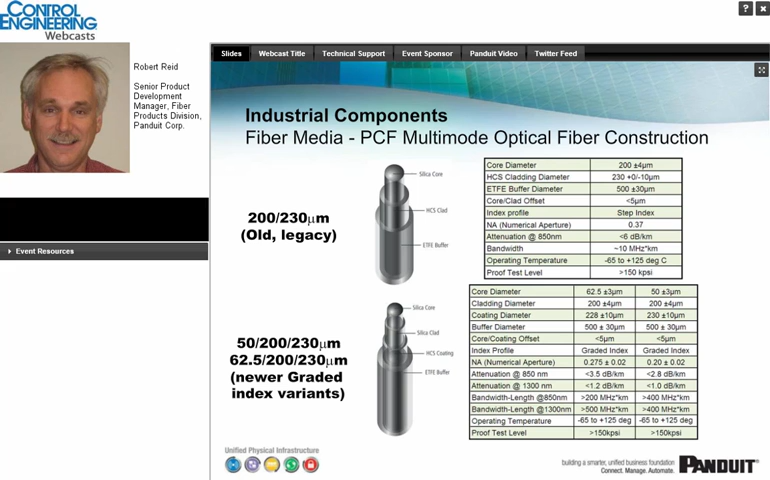 CONTROL
ENGINEERING
Webcasts
?
Robert Reid
Senior Product
Development
Manager, Fiber
Products Division,
Panduit Corp.
Event Resources
Slides
Webcast Title
Technical Support
Event Sponsor
Panduit Video
Twitter Feed
Industrial Components
Fiber Media - PCF Multimode Optical Fiber Construction
200/230µm
(Old, legacy)
Silica Core
HCS Clad
ETFE Buffer
Core Diameter 200 ±4µm
HCS Cladding Diameter 230 +0/-10µm
ETFE Buffer Diameter 500 ±30µm
Core/Clad Offset <5µm
Index profile Step Index
NA (Numerical Aperture) 0.37
Attenuation @ 850nm <6 dB/km
Bandwidth ~10 MHz*km
Operating Temperature -65 to +125 deg C
Proof Test Level >150 kpsi
50/200/230µm
62.5/200/230µm
(newer Graded
index variants)
Silica Core
Silica Clad
HCS Coating
ETFE Buffer
Core Diameter 62.5 ±3µm 50 ±3µm
Cladding Diameter 200 ±4µm 200 ±4µm
Coating Diameter 228 ±10µm 230 ±10µm
Buffer Diameter 500 ± 30µm 500 ± 30µm
Core/Coating Offset <5µm <5µm
Index Profile Graded Index Graded Index
NA (Numerical Aperture) 0.275 ± 0.02 0.20 ± 0.02
Attenuation @ 850 nm <3.5 dB/km <2.8 dB/km
Attenuation @ 1300 nm <1.2 dB/km <1.0 dB/km
Bandwidth-Length @850nm >200 MHz*km >400 MHz*km
Bandwidth-Length @1300nm >500 MHz*km >400 MHz*km
Operating Temperature -65 to +125 deg -65 to +125 deg
Proof Test Level >150kpsi >150kpsi
Unified Physical Infrastructure
building a smarter, unified business foundation
Connect. Manage. Automate.
PANDUIT